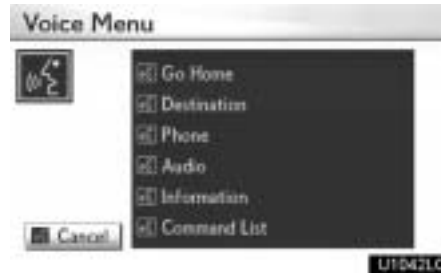 Voice Menu
Go Home
Destination
Phone
Audio
Information
Command List
Cancel
U1042LC